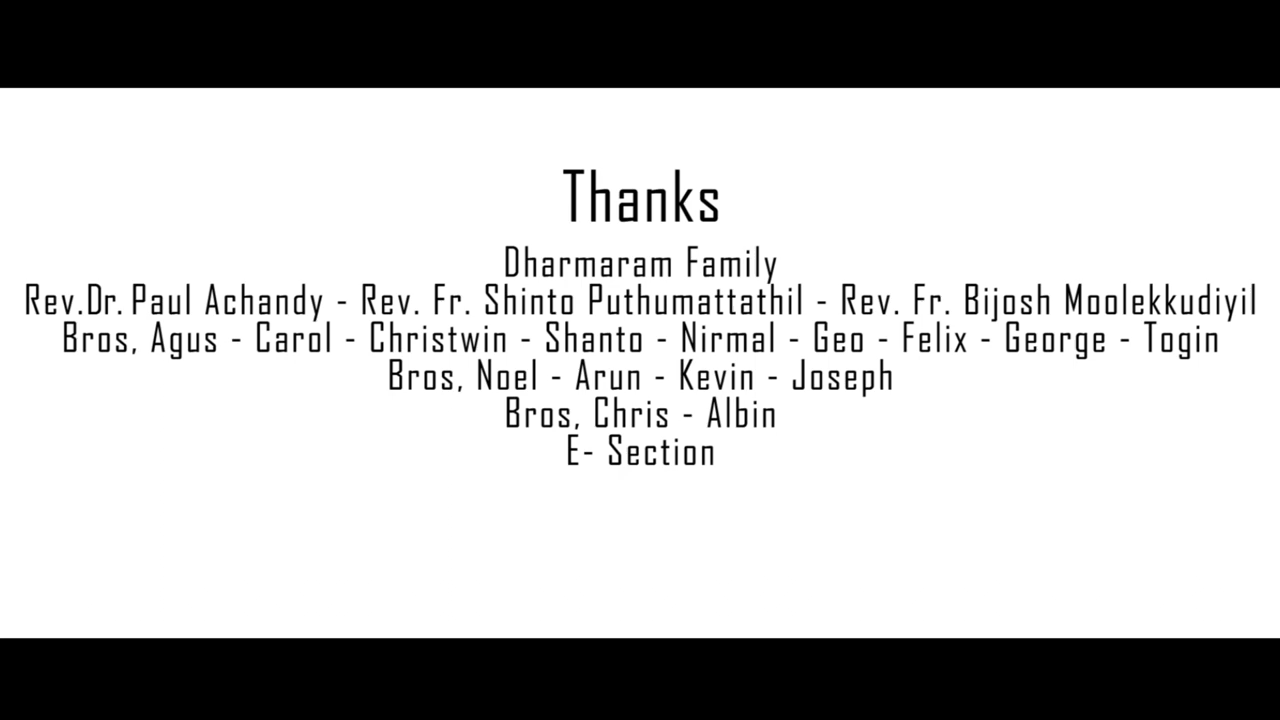 Thanks
Dharmaram Family
Rev.Dr. Paul Achandy - Rev. Fr. Shinto Puthumattathil - Rev. Fr. Bijosh Moolekkudiyil
Bros, Agus - Carol - Christwin - Shanto - Nirmal - Geo - Felix - George - Togin
Bros, Noel - Arun - Kevin - Joseph
Bros, Chris - Albin
E- Section